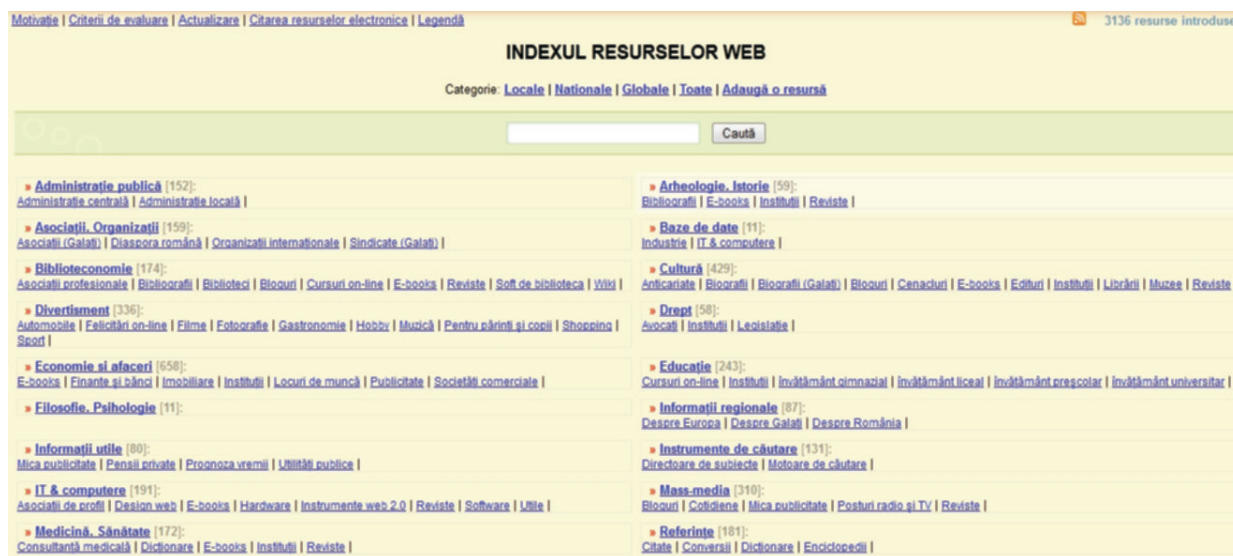 Motivație | Criterii de evaluare | Actualizare | Citarea resurselor electronice | Legendă
3136 resurse introduse
INDEXUL RESURSELOR WEB
Categorie: Locale | Nationale | Globale | Toate | Adaugă o resursă
Caută
» Administrație publică [152]:
Administrație centrală | Administrație locală |
» Arheologie. Istorie [59]:
Bibliografii | E-books | Instituții | Reviste |
» Asociații. Organizații [159]:
Asociații (Galați) | Diaspora română | Organizații internationale | Sindicate (Galați) |
» Baze de date [11]:
Industrie | IT & computere |
» Biblioteconomie [174]:
Asociații profesionale | Bibliografii | Biblioteci | Bloguri | Cursuri on-line | E-books | Reviste | Soft de biblioteca | Wiki |
» Cultură [429]:
Anticariate | Biografii | Biografii (Galați) | Bloguri | Cenacluri | E-books | Edituri | Instituții | Librării | Muzee | Reviste
» Divertisment [336]:
Automobile | Felicitări on-line | Filme | Fotografie | Gastronomie | Hobby | Muzică | Pentru părinți și copii | Shopping |
Sport |
» Drept [58]:
Avocați | Instituții | Legislație |
» Economie si afaceri [658]:
E-books | Finante și bănci | Imobiliare | Instituții | Locuri de muncă | Publicitate | Societăți comerciale |
» Educație [243]:
Cursuri on-line | Instituții | Învățământ gimnazial | Învățământ liceal | Învățământ preşcolar | Învățământ universitar |
» Filosofie. Psihologie [11]:
» Informații regionale [87]:
Despre Europa | Despre Galați | Despre România |
» Informații utile [80]:
Mica publicitate | Pensii private | Prognoza vremii | Utilități publice |
» Instrumente de căutare [131]:
Directoare de subiecte | Motoare de căutare |
» IT & computere [191]:
Asociații de profil | Design web | E-books | Hardware | Instrumente web 2.0 | Reviste | Software | Utile |
» Mass-media [310]:
Bloguri | Cotidiene | Mica publicitate | Posturi radio și TV | Reviste |
» Medicină. Sănătate [172]:
Consultanță medicală | Dictionare | E-books | Instituții | Reviste |
» Referințe [181]:
Citate | Conversii | Dictionare | Enciclopedii |